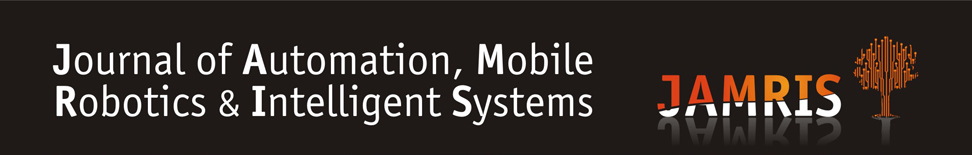 Journal of Automation, Mobile
Robotics & Intelligent Systems
JAMRIS